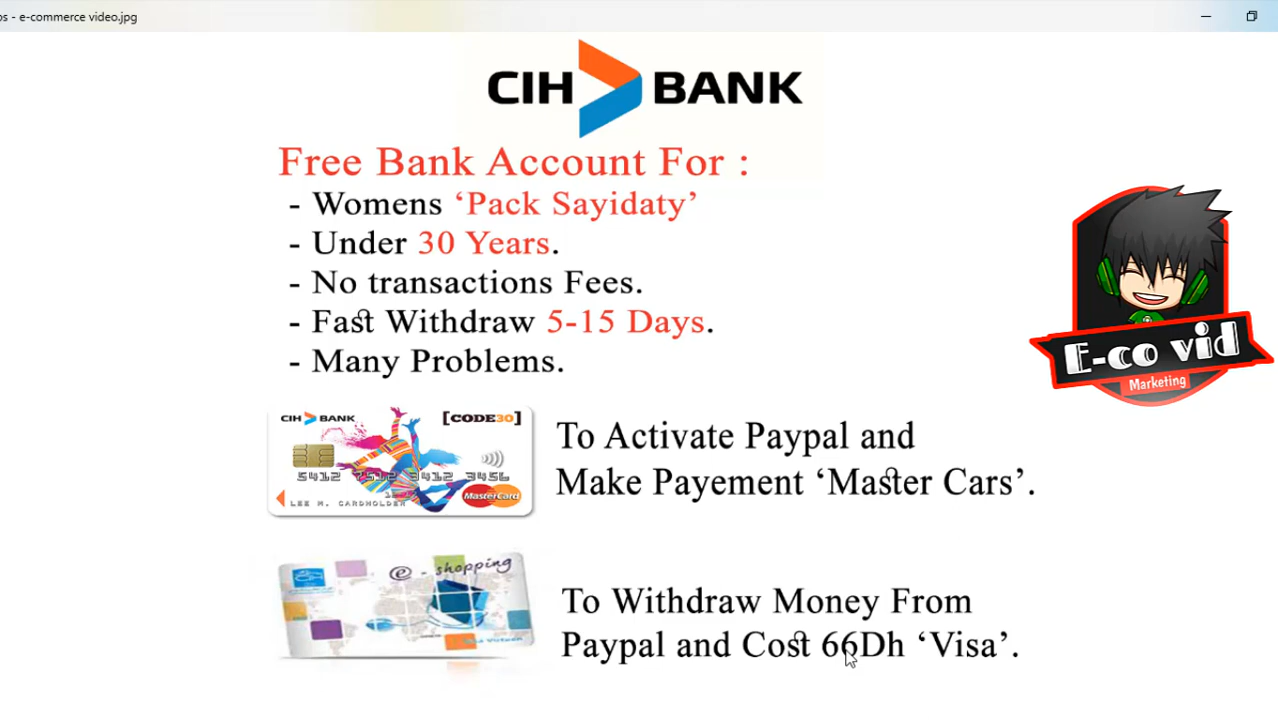 os - e-commerce video.jpg
CIH BANK
Free Bank Account For :
- Womens ‘Pack Sayidaty’
- Under 30 Years.
- No transactions Fees.
- Fast Withdraw 5-15 Days.
- Many Problems.
E-co vid
Marketing
CIH BANK [CODE30]
5412 7512 3412 3456
LEE M. CARDHOLDER
MasterCard
To Activate Paypal and
Make Payement ‘Master Cars’.
e - shopping
To Withdraw Money From
Paypal and Cost 66Dh ‘Visa’.